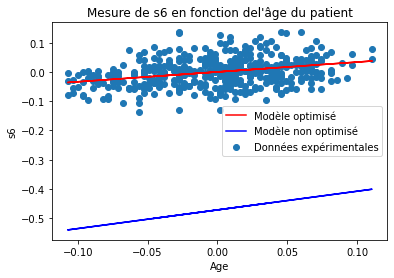 Mesure de s6 en fonction del'âge du patient
0.1
0.0
−0.1
−0.2
−0.3
−0.4
−0.5
s6
Modèle optimisé
Modèle non optimisé
Données expérimentales
−0.10 −0.05 0.00 0.05 0.10
Age